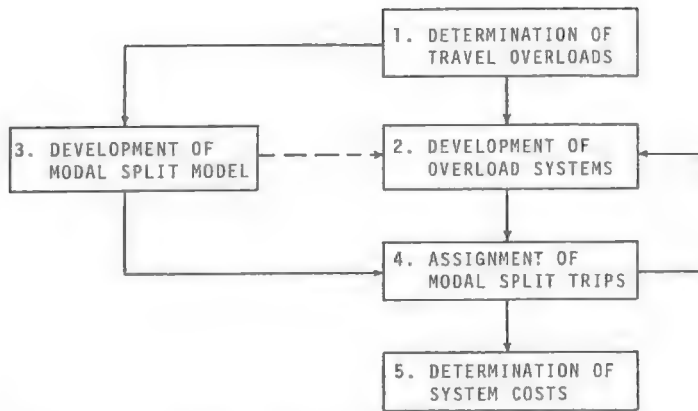 1. DETERMINATION OF
TRAVEL OVERLOADS
3. DEVELOPMENT OF
MODAL SPLIT MODEL
2. DEVELOPMENT OF
OVERLOAD SYSTEMS
4. ASSIGNMENT OF
MODAL SPLIT TRIPS
5. DETERMINATION OF
SYSTEM COSTS